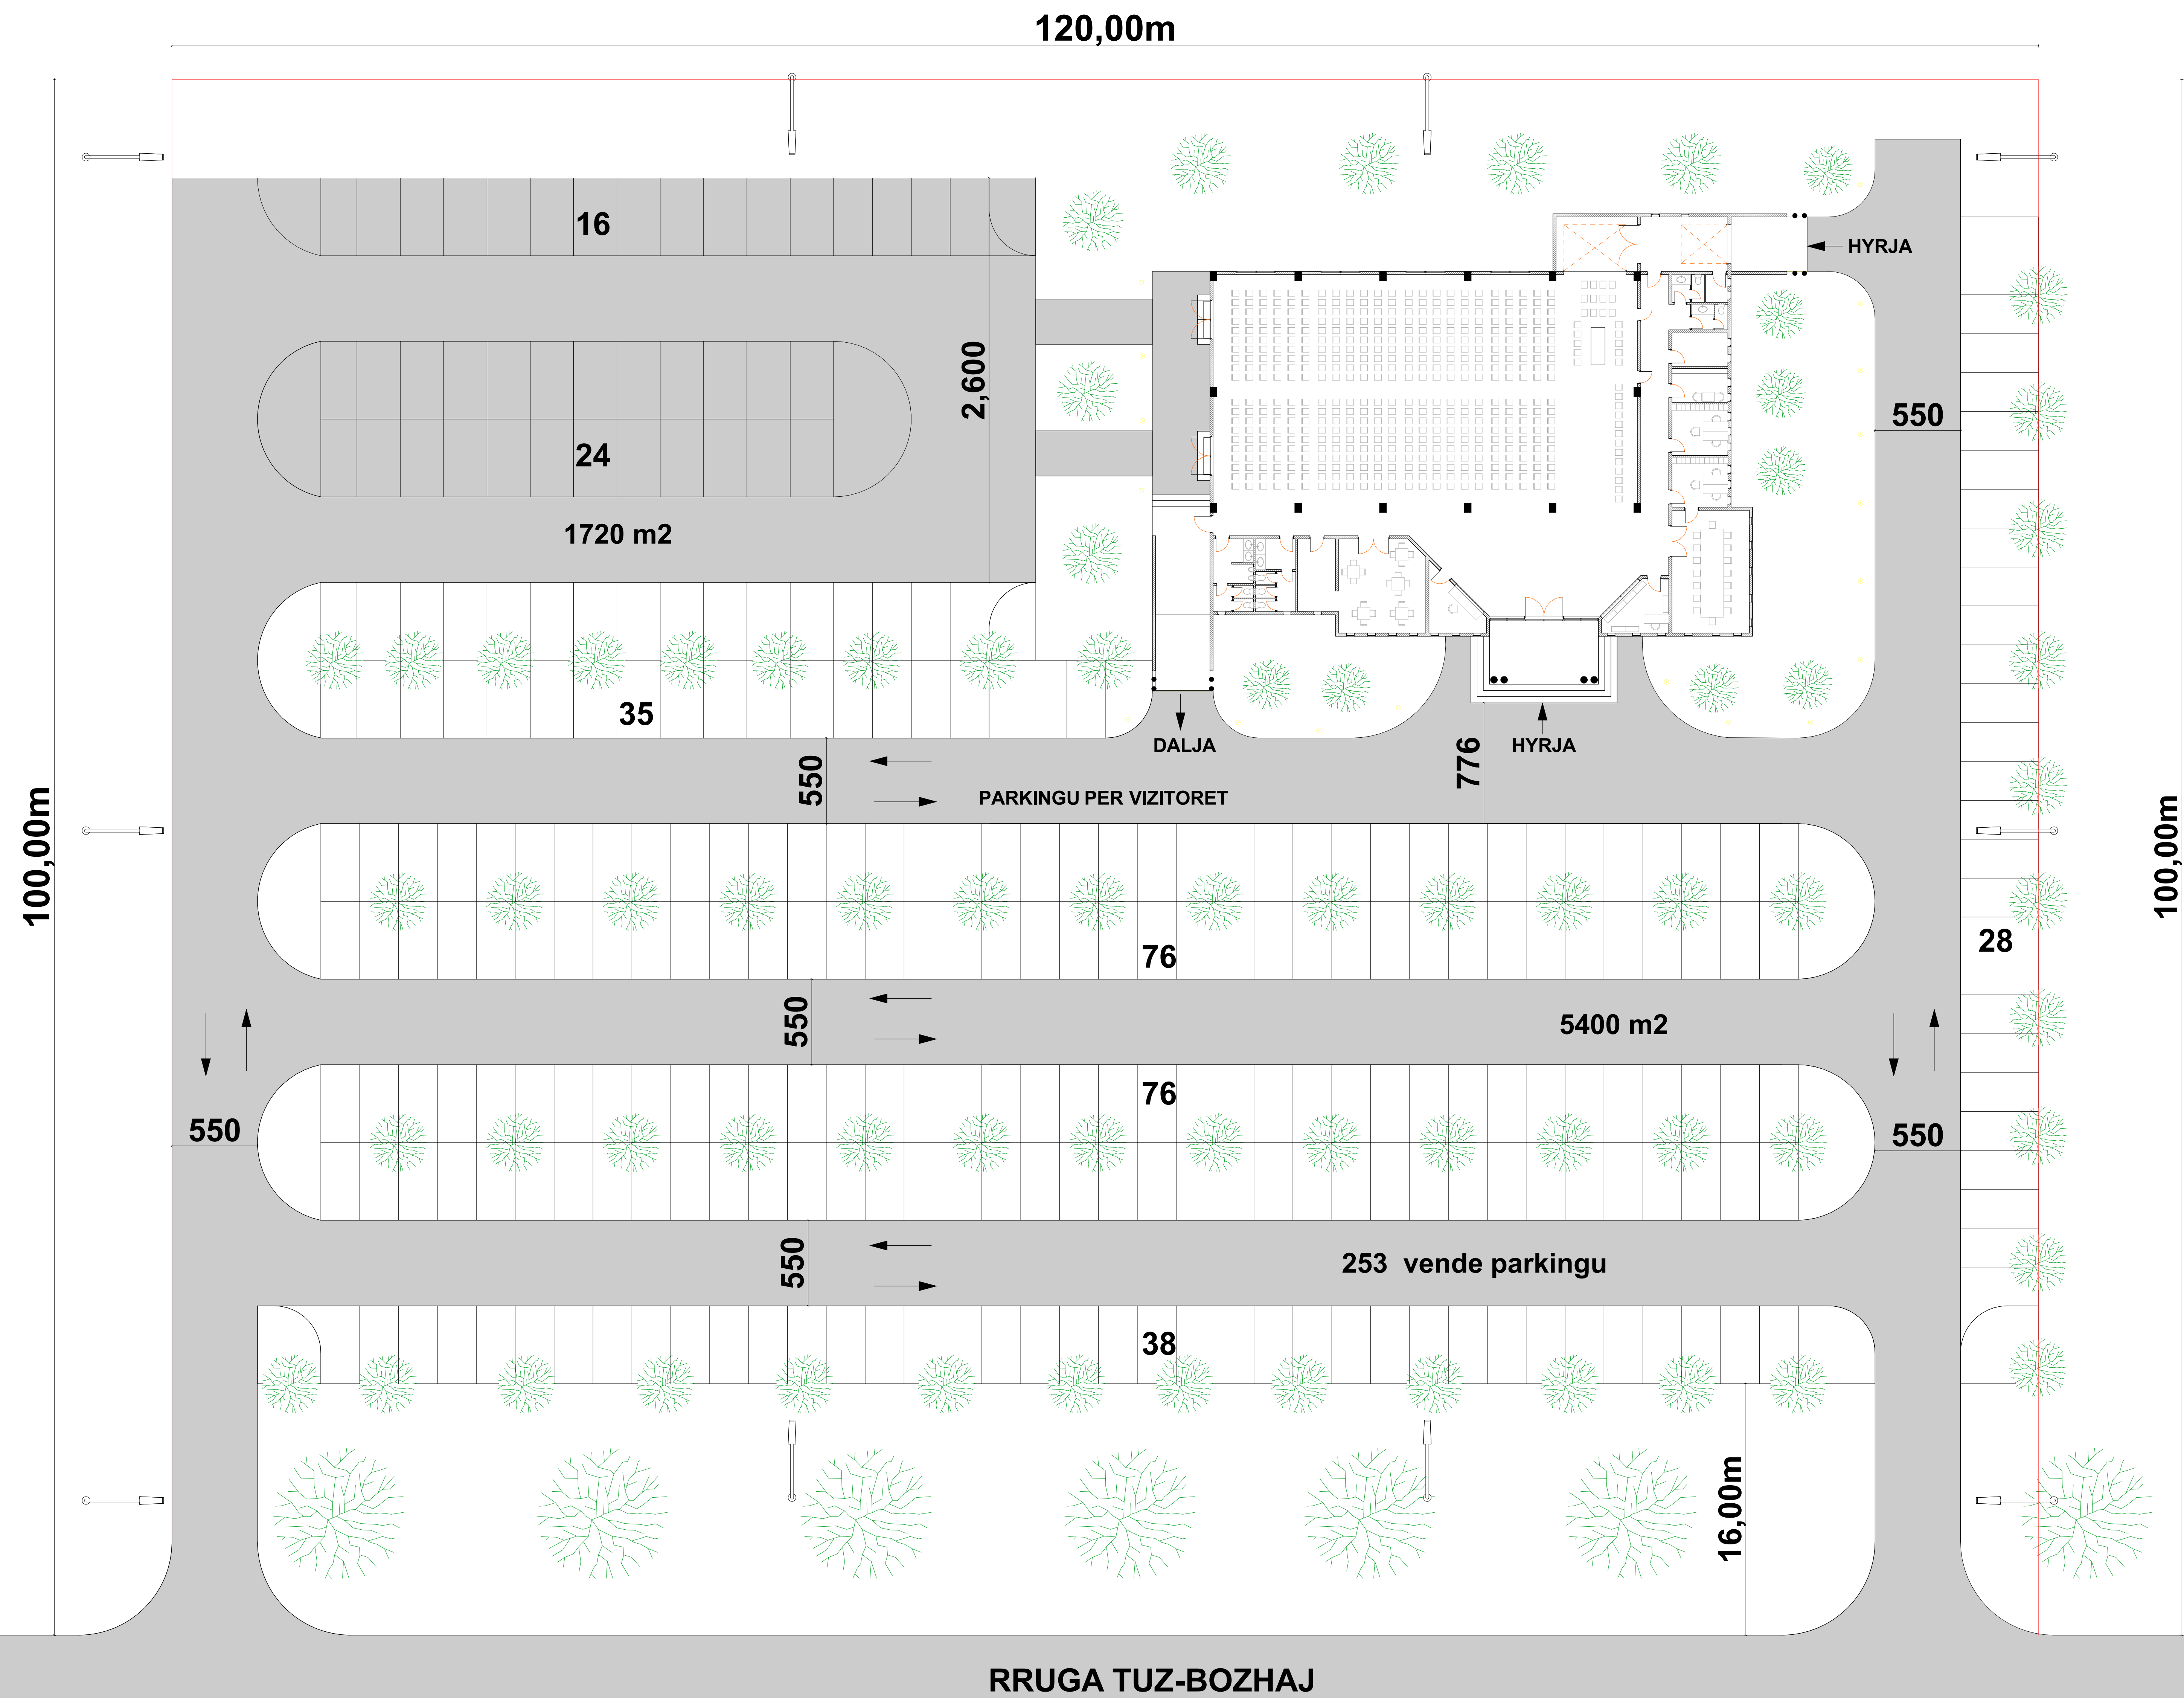 120,00m
16
HYRJA
2,600
550
24
1720 m2
35
DALJA
HYRJA
776
550
PARKINGU PER VIZITORET
100,00m
100,00m
76
28
550
5400 m2
76
550
550
550
253 vende parkingu
38
16,00m
RRUGA TUZ-BOZHAJ